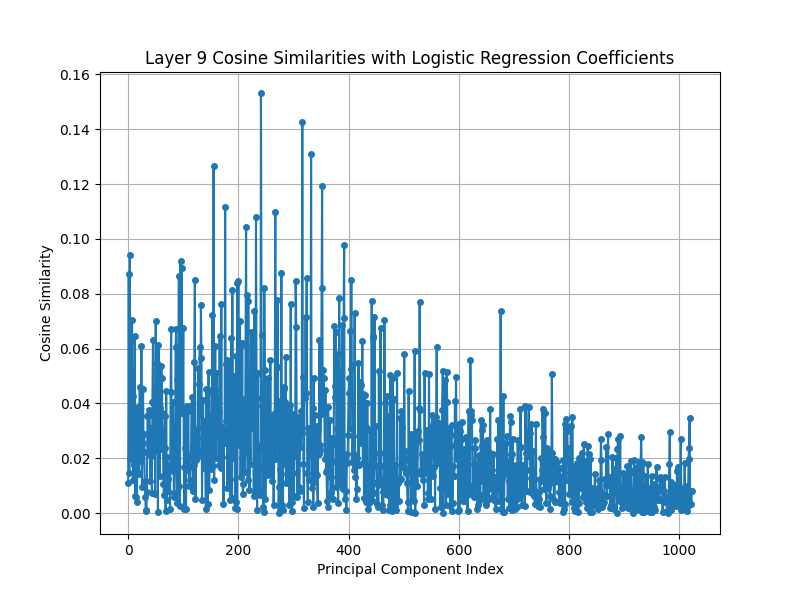 Layer 9 Cosine Similarities with Logistic Regression Coefficients
0.16
0.14
0.12
0.10
0.08
0.06
0.04
0.02
0.00
Cosine Similarity
0 200 400 600 800 1000
Principal Component Index